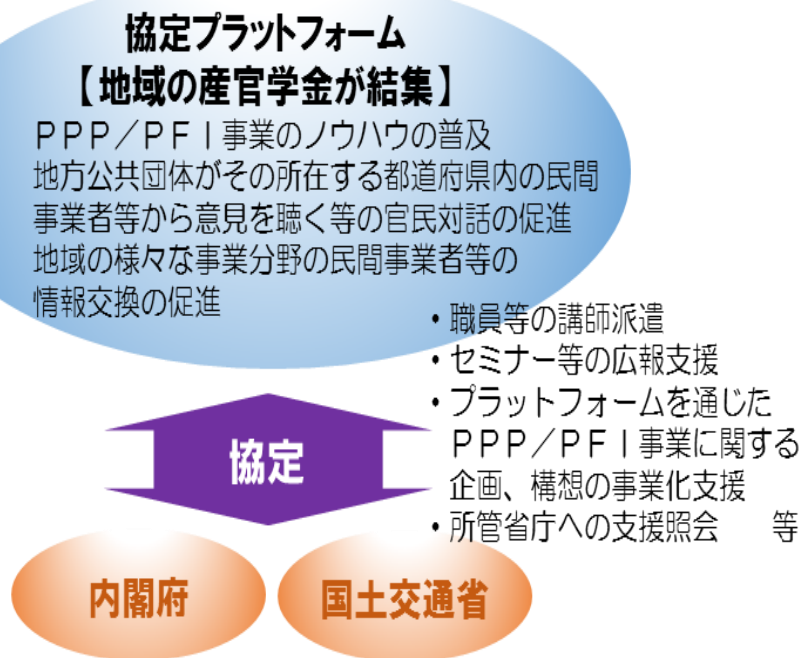 協定プラットフォーム
【地域の産官学金が結集】
ＰＰＰ／ＰＦＩ事業のノウハウの普及
地方公共団体がその所在する都道府県内の民間
事業者等から意見を聴く等の官民対話の促進
地域の様々な事業分野の民間事業者等の
情報交換の促進
・職員等の講師派遣
・セミナー等の広報支援
・プラットフォームを通じた
ＰＰＰ／ＰＦＩ事業に関する
企画、構想の事業化支援
・所管省庁への支援照会　等
協定
内閣府
国土交通省